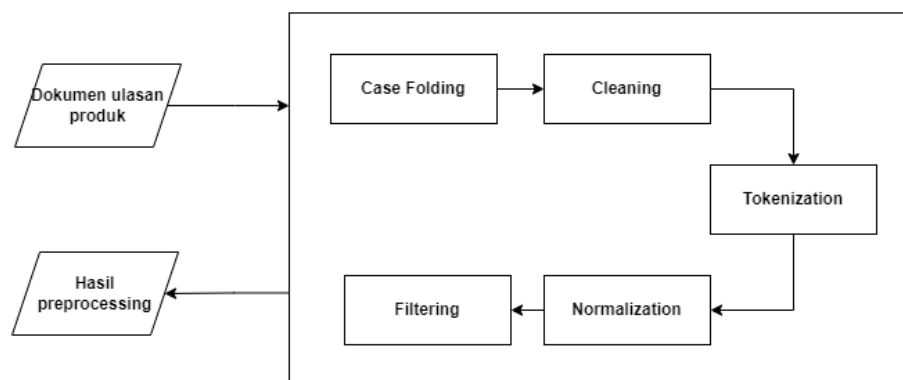 Dokumen ulasan
produk
Case Folding
Cleaning
Tokenization
Normalization
Filtering
Hasil
preprocessing